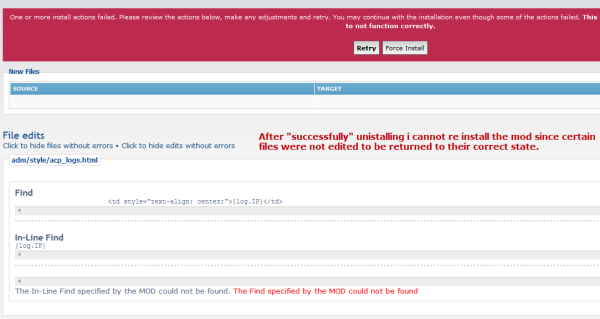 One or more install actions failed. Please review the actions below, make any adjustments and retry. You may continue with the installation even though some of the actions failed. This
to not function correctly.
Retry Force Install
New Files
SOURCE TARGET
File edits
Click to hide files without errors • Click to hide edits without errors
After "successfully" unistalling i cannot re install the mod since certain
files were not edited to be returned to their correct state.
adm/style/acp_logs.html
Find
<td style="text-align: center;">{log.IP}</td>
In-Line Find
{log.IP}
The In-Line Find specified by the MOD could not be found. The Find specified by the MOD could not be found